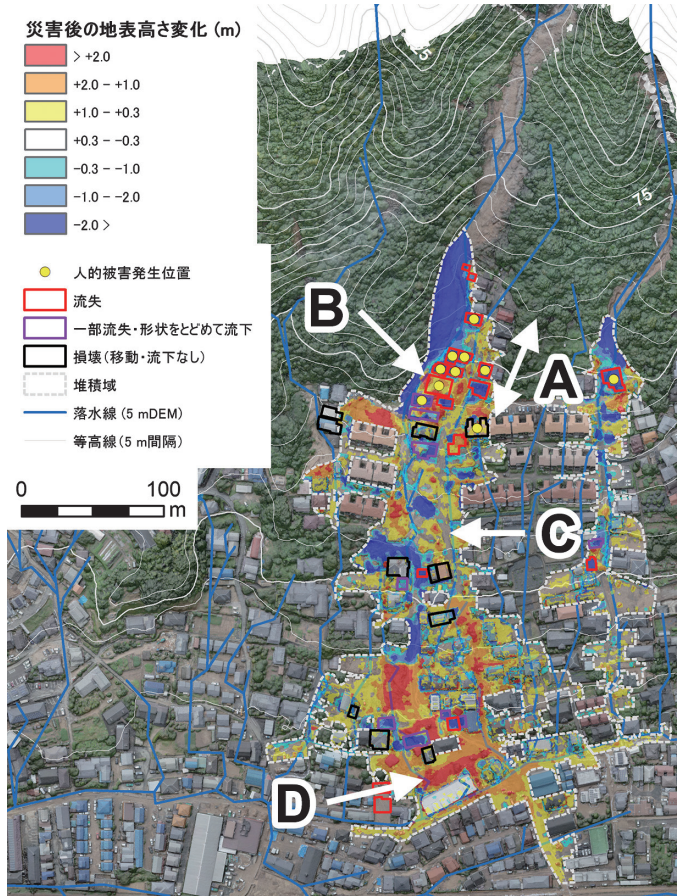 災害後の地表高さ変化 (m)
> +2.0
+2.0 – +1.0
+1.0 – +0.3
+0.3 – -0.3
-0.3 – -1.0
-1.0 – -2.0
-2.0 >
人的被害発生位置
流失
一部流失・形状をとどめて流下
損壊(移動・流下なし)
堆積域
落水線 (5 mDEM)
等高線(5 m間隔)
0 100
m
75
75
B
A
C
D